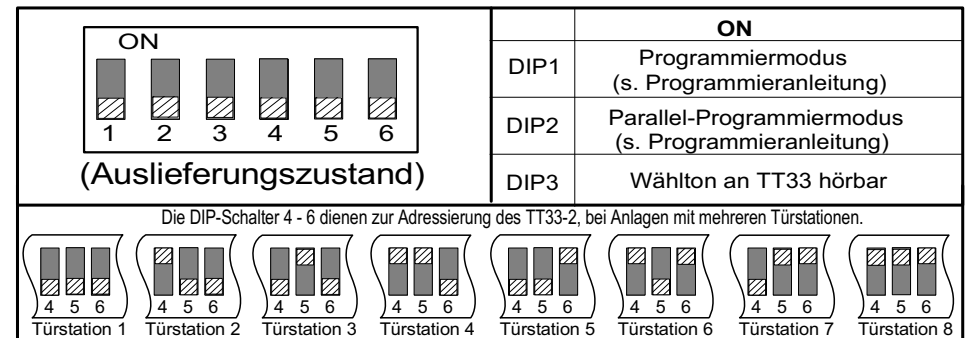 ON
1 2 3 4 5 6
(Auslieferungszustand)
ON
DIP1
Programmiermodus
(s. Programmieranleitung)
DIP2
Parallel-Programmiermodus
(s. Programmieranleitung)
DIP3
Wählton an TT33 hörbar
Die DIP-Schalter 4 - 6 dienen zur Adressierung des TT33-2, bei Anlagen mit mehreren Türstationen.
4 5 6
Türstation 1
4 5 6
Türstation 2
4 5 6
Türstation 3
4 5 6
Türstation 4
4 5 6
Türstation 5
4 5 6
Türstation 6
4 5 6
Türstation 7
4 5 6
Türstation 8